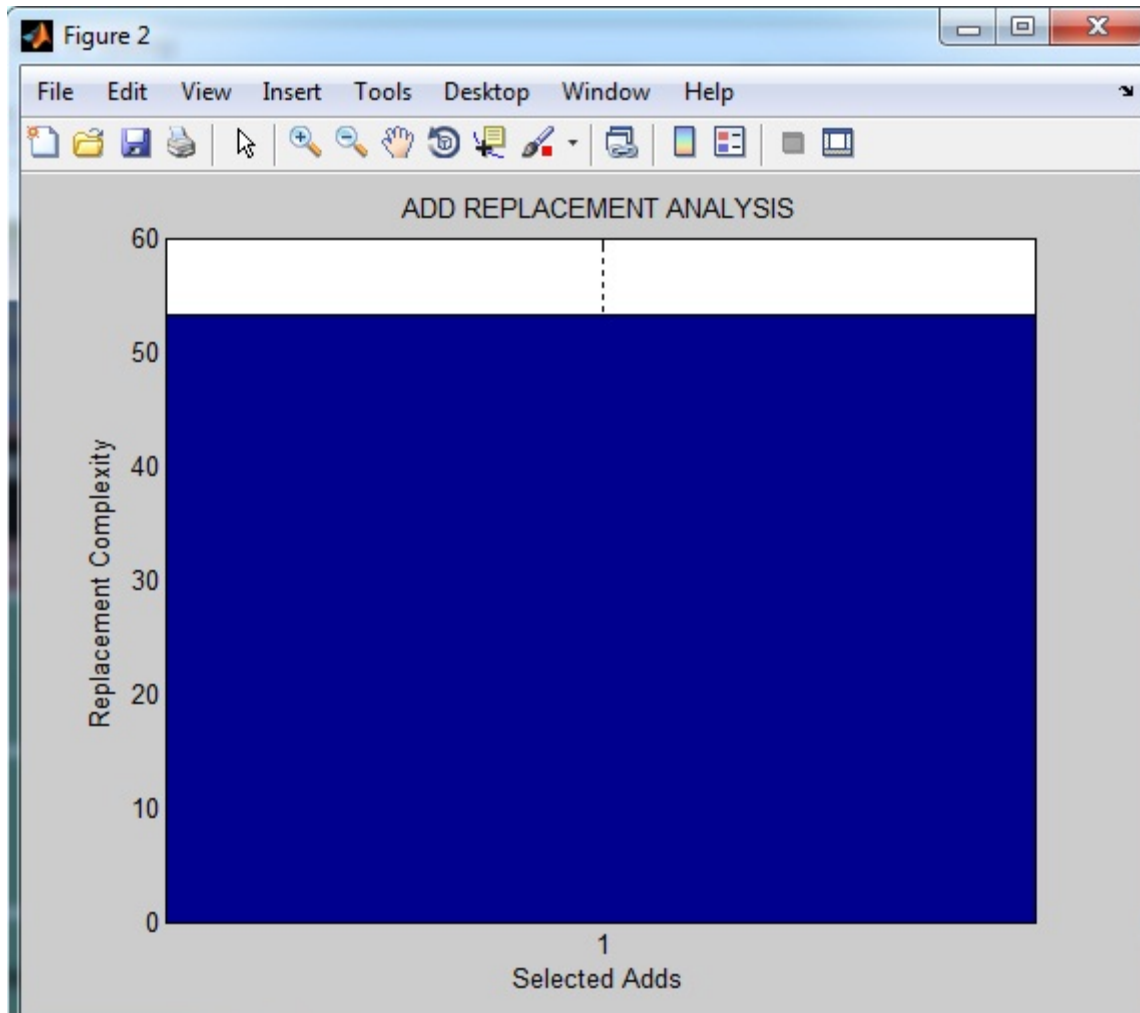 Figure 2
File Edit View Insert Tools Desktop Window Help
ADD REPLACEMENT ANALYSIS
60
50
40
30
20
10
0
Replacement Complexity
1
Selected Adds